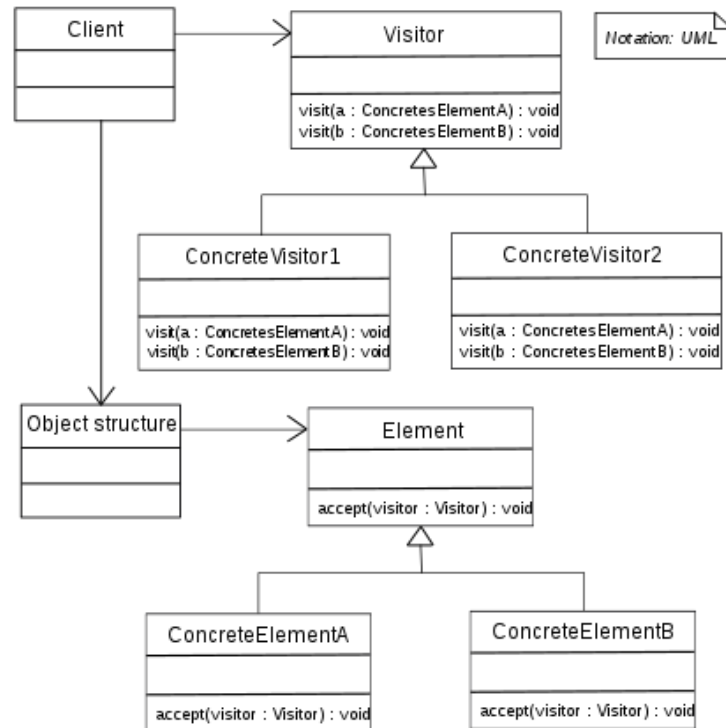 Client
Visitor
Notation: UML
visit(a : ConcretesElementA) : void
visit(b : ConcretesElementB) : void
ConcreteVisitor1
ConcreteVisitor2
visit(a : ConcretesElementA) : void
visit(b : ConcretesElementB) : void
visit(a : ConcretesElementA) : void
visit(b : ConcretesElementB) : void
Object structure
Element
accept(visitor : Visitor) : void
ConcreteElementA
ConcreteElementB
accept(visitor : Visitor) : void
accept(visitor : Visitor) : void